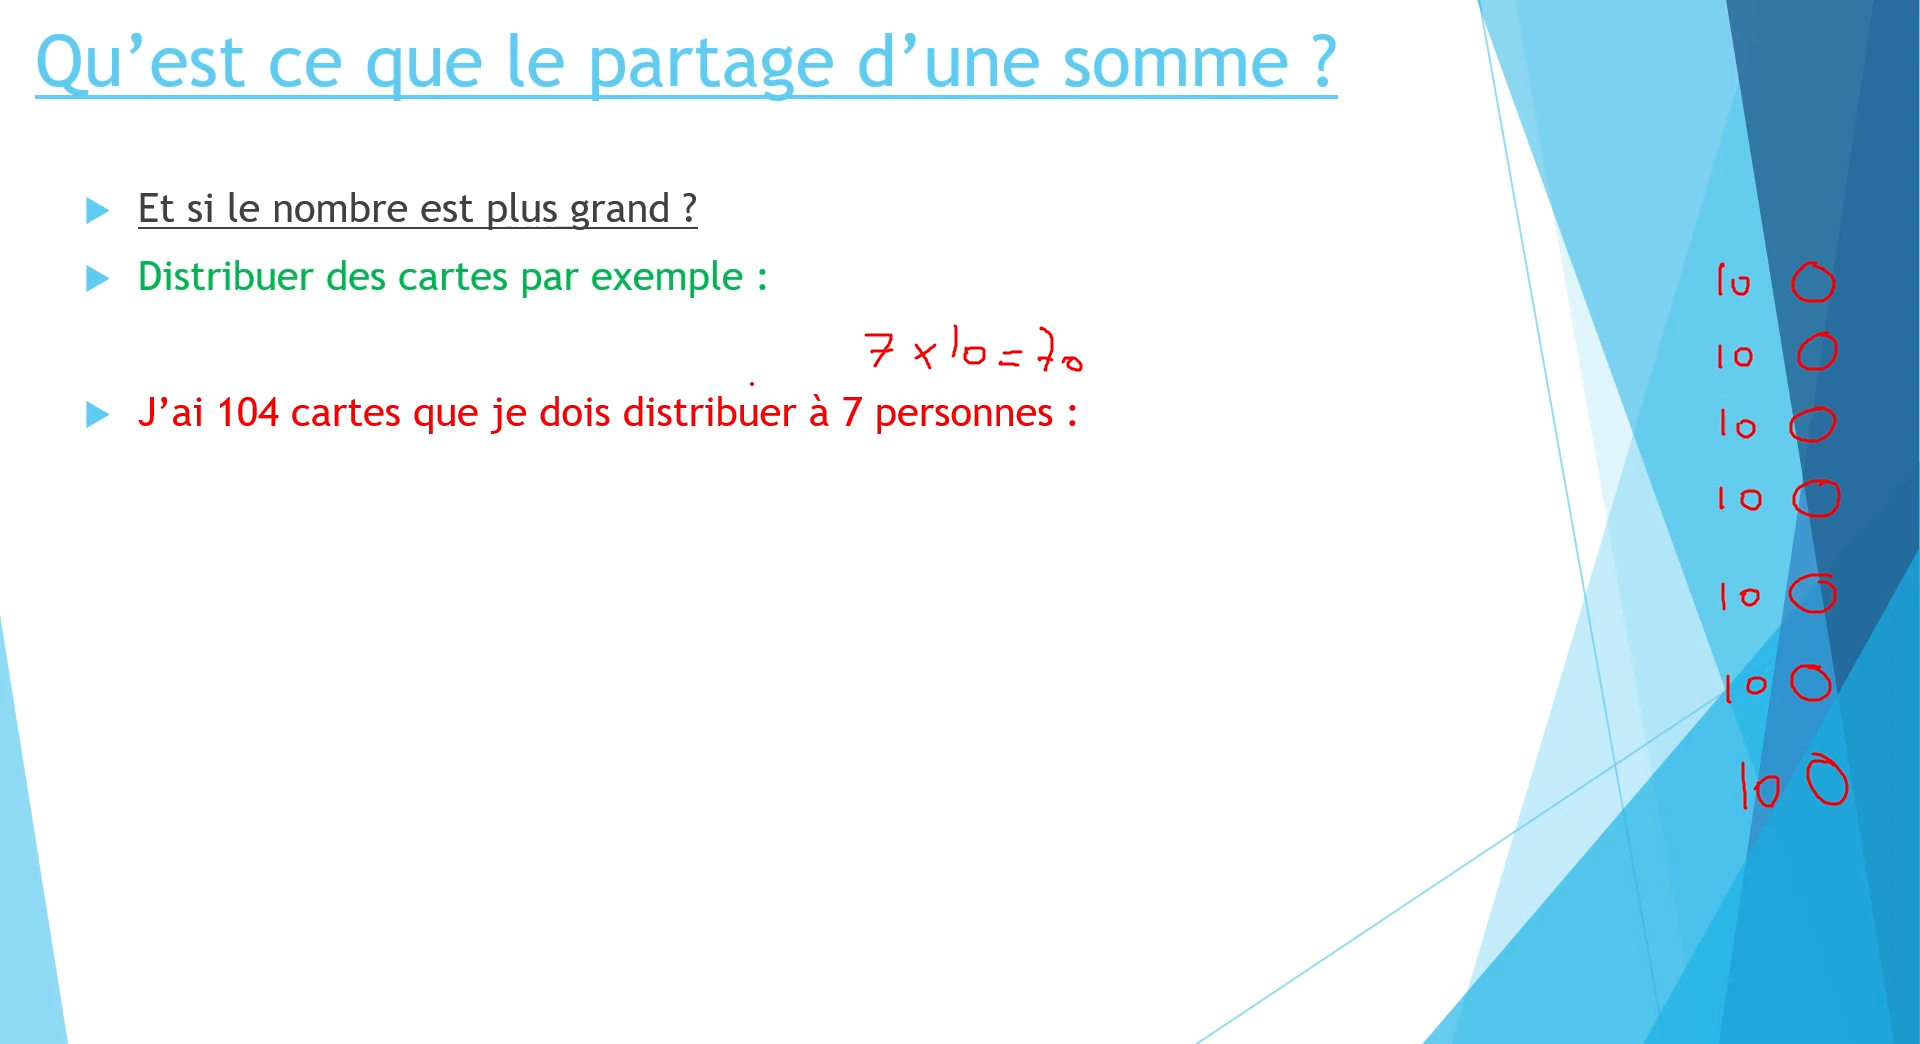 Qu’est ce que le partage d’une somme ?
Et si le nombre est plus grand ?
Distribuer des cartes par exemple :
7 × 10 = 70
J’ai 104 cartes que je dois distribuer à 7 personnes :
10
10
10
10
10
10
10